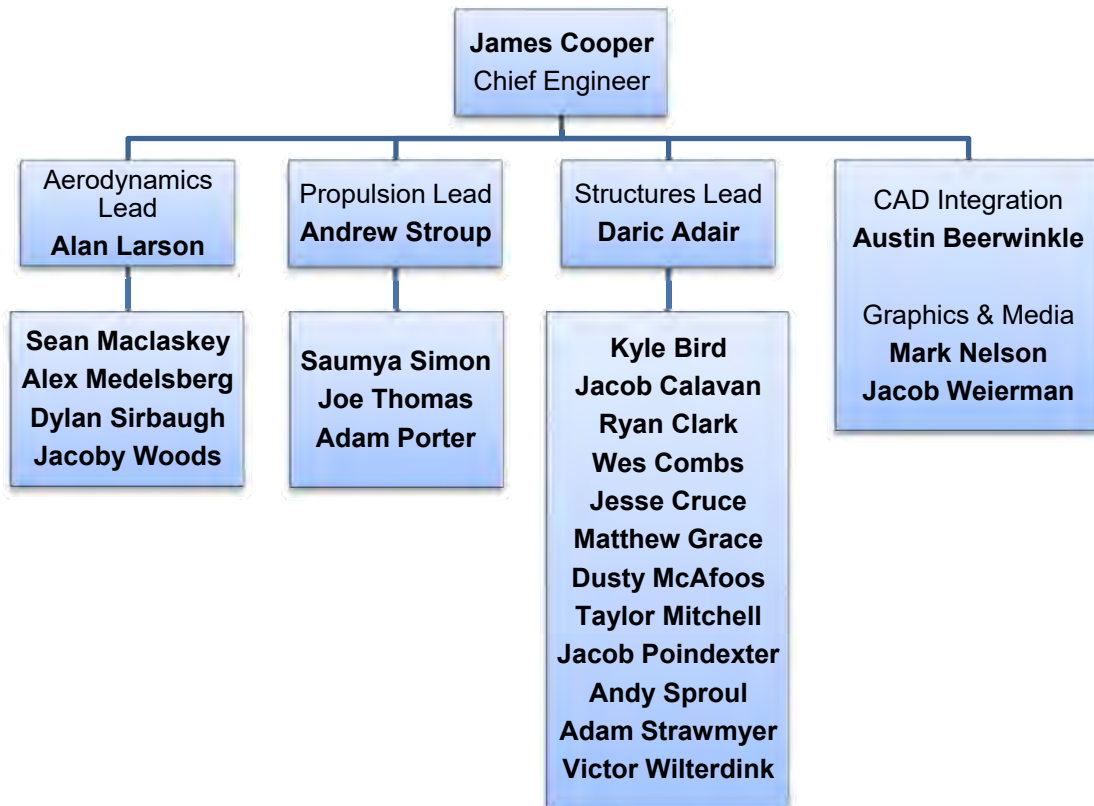 James Cooper
Chief Engineer
Aerodynamics
Lead
Alan Larson
Propulsion Lead
Andrew Stroup
Structures Lead
Daric Adair
CAD Integration
Austin Beerwinkle
Graphics & Media
Mark Nelson
Jacob Weierman
Sean Maclaskey
Alex Medelsberg
Dylan Sirbaugh
Jacoby Woods
Saumya Simon
Joe Thomas
Adam Porter
Kyle Bird
Jacob Calavan
Ryan Clark
Wes Combs
Jesse Cruce
Matthew Grace
Dusty McAfoos
Taylor Mitchell
Jacob Poindexter
Andy Sproul
Adam Strawmyer
Victor Wilterdink